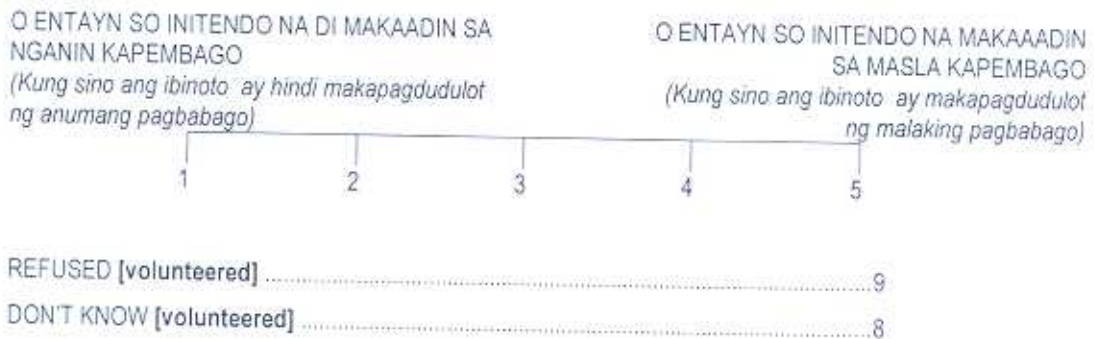 O ENTAYN SO INITENDO NA DI MAKAADIN SA
NGANIN KAPEMBAGO
(Kung sino ang ibinoto ay hindi makapagdudulot
ng anumang pagbabago)
O ENTAYN SO INITENDO NA MAKAAADIN
SA MASLA KAPEMBAGO
(Kung sino ang ibinoto ay makapagdudulot
ng malaking pagbabago)
1 2 3 4 5
REFUSED [volunteered] ........................................ 9
DON'T KNOW [volunteered] ........................................ 8